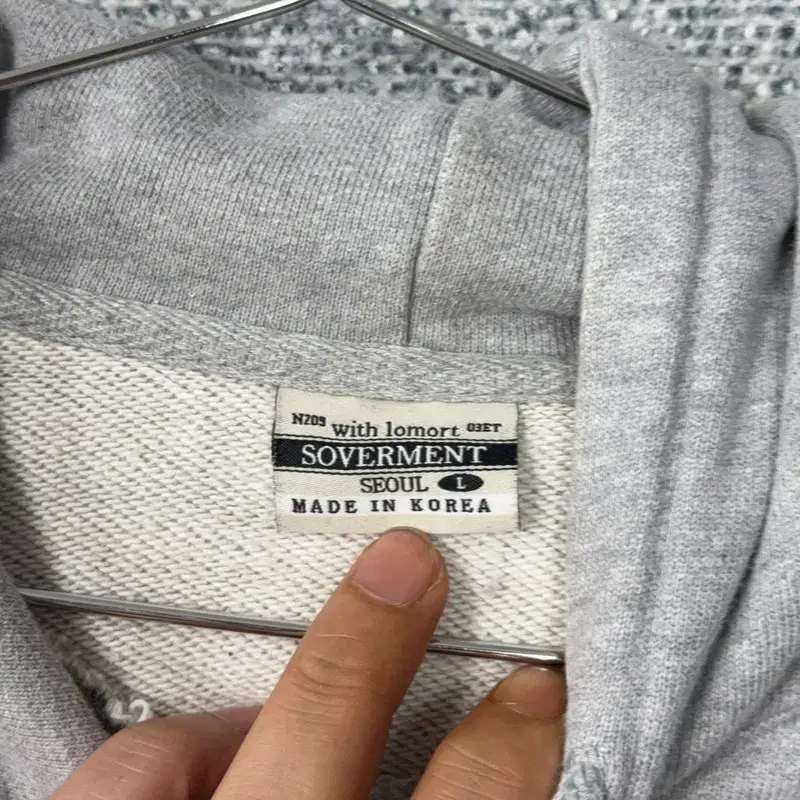 N209 with lomort 03ET
SOVERMENT
SEOUL L
MADE IN KOREA